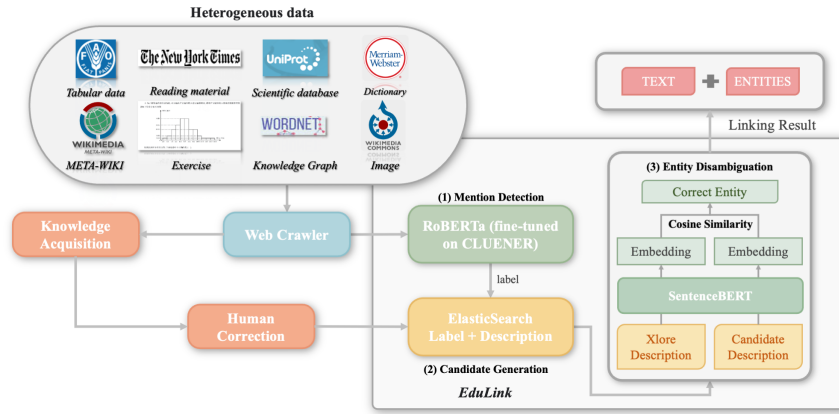 Heterogeneous data
FAO
FIAT PANIS
The New York Times
UniProt
Merriam-
Webster
Tabular data
Reading material
Scientific database
Dictionary
WIKIMEDIA
META-WIKI
WORDNET
WIKIMEDIA
COMMONS
META-WIKI
Exercise
Knowledge Graph
Image
TEXT
ENTITIES
Linking Result
(1) Mention Detection
(3) Entity Disambiguation
Correct Entity
Cosine Similarity
Knowledge
Acquisition
Web Crawler
RoBERTa (fine-tuned
on CLUENER)
Embedding
Embedding
label
SentenceBERT
Human
Correction
ElasticSearch
Label + Description
Xlore
Description
Candidate
Description
(2) Candidate Generation
EduLink